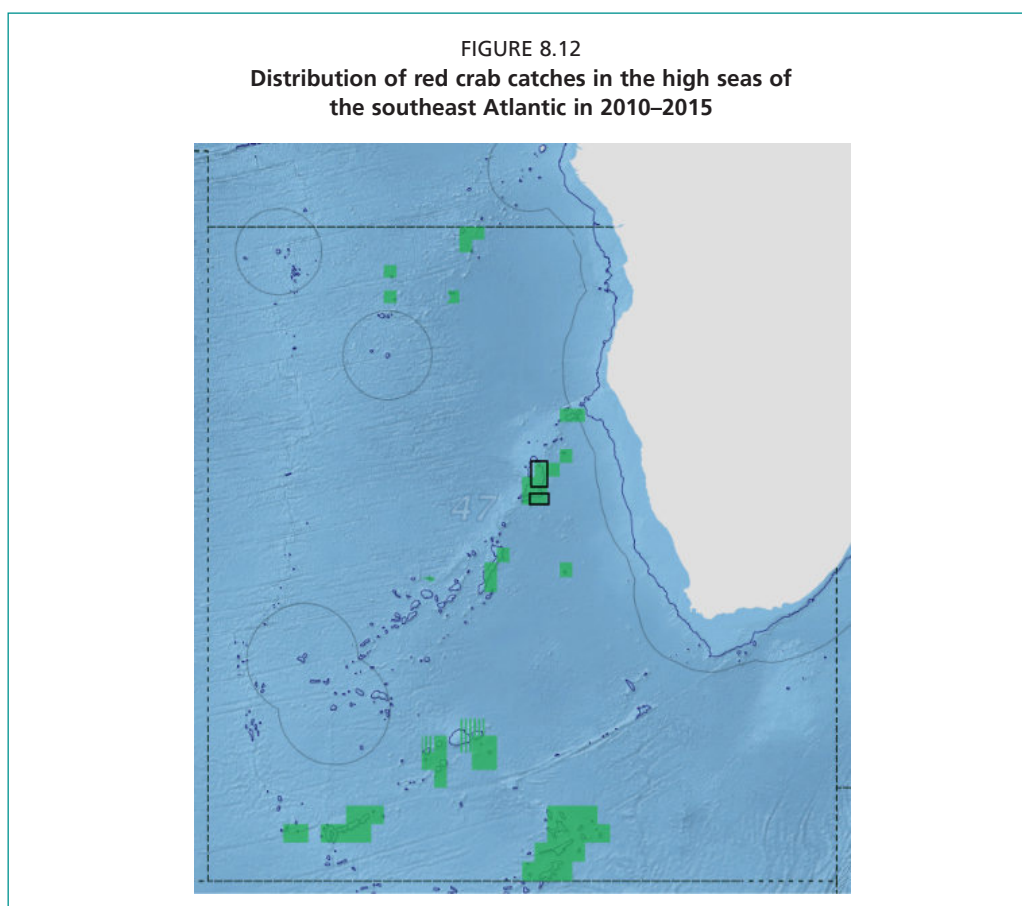 FIGURE 8.12
Distribution of red crab catches in the high seas of
the southeast Atlantic in 2010–2015
47